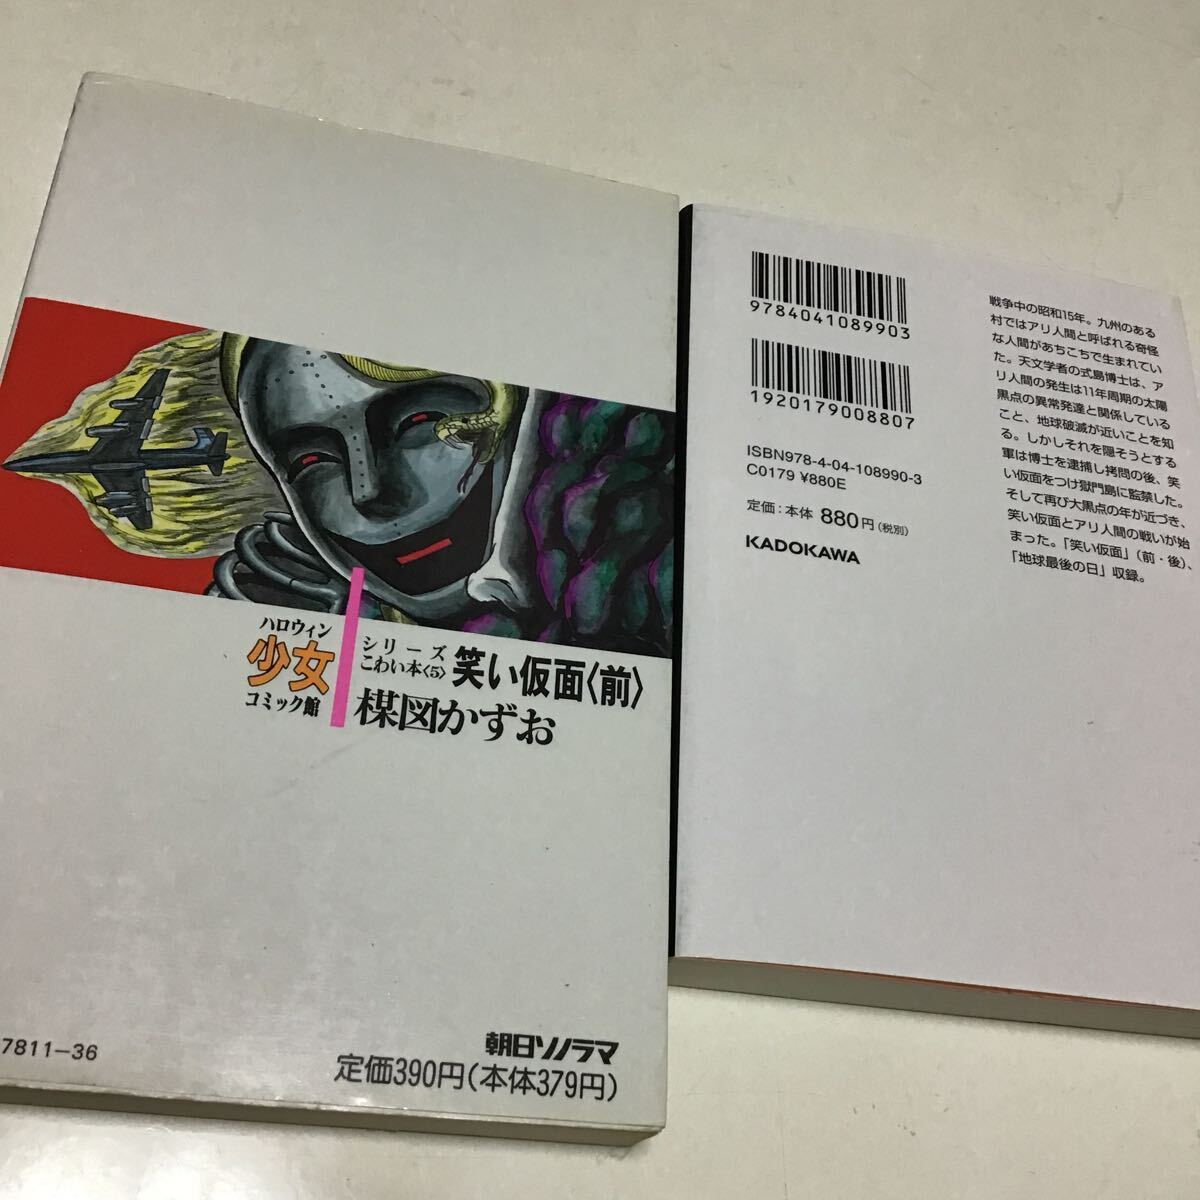 ハロウィン
少女
コミック館
シリーズ
こわい本〈5〉
笑い仮面〈前〉
楳図かずお
7811-36
朝日ソノラマ
定価390円(本体379円)
9784041089903
1920179008807
ISBN978-4-04-108990-3
C0179 ¥880E
定価:本体 880円(税別)
KADOKAWA
戦争中の昭和15年。九州のある
村ではアリ人間と呼ばれる奇怪
な人間があちこちで生まれてい
た。天文学者の式島博士は、ア
リ人間の発生は11年周期の太陽
黒点の異常発達と関係している
こと、地球破滅が近いことを知
る。しかしそれを隠そうとする
軍は博士を逮捕し拷問の後、笑
い仮面をつけ獄門島に監禁した。
そして再び大黒点の年が近づき、
笑い仮面とアリ人間の戦いが始
まった。「笑い仮面」(前・後)、
「地球最後の日」収録。